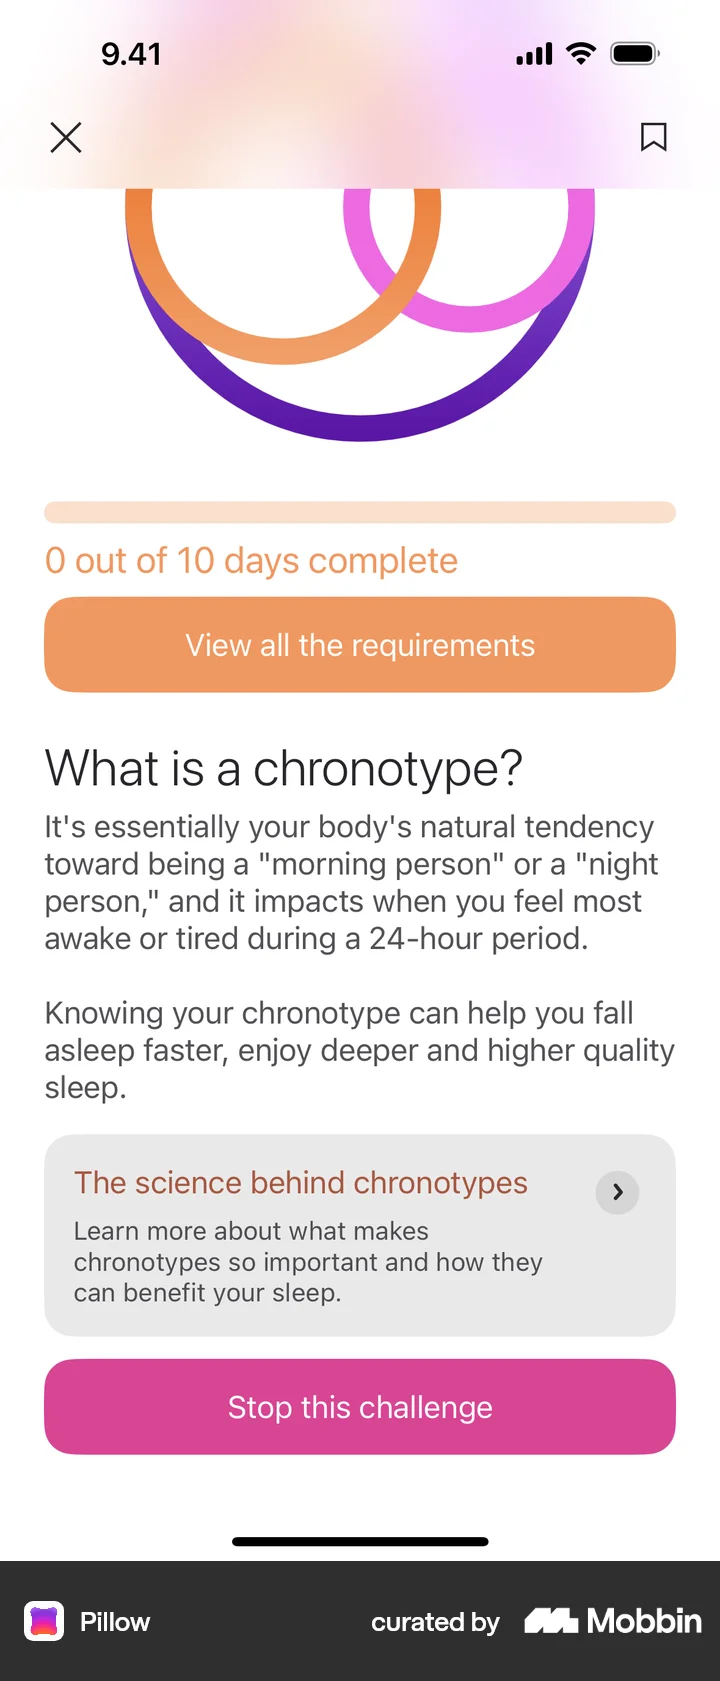 9.41
0 out of 10 days complete
View all the requirements
What is a chronotype?
It's essentially your body's natural tendency
toward being a "morning person" or a "night
person," and it impacts when you feel most
awake or tired during a 24-hour period.
Knowing your chronotype can help you fall
asleep faster, enjoy deeper and higher quality
sleep.
The science behind chronotypes
Learn more about what makes
chronotypes so important and how they
can benefit your sleep.
Stop this challenge
Pillow
curated by Mobbin